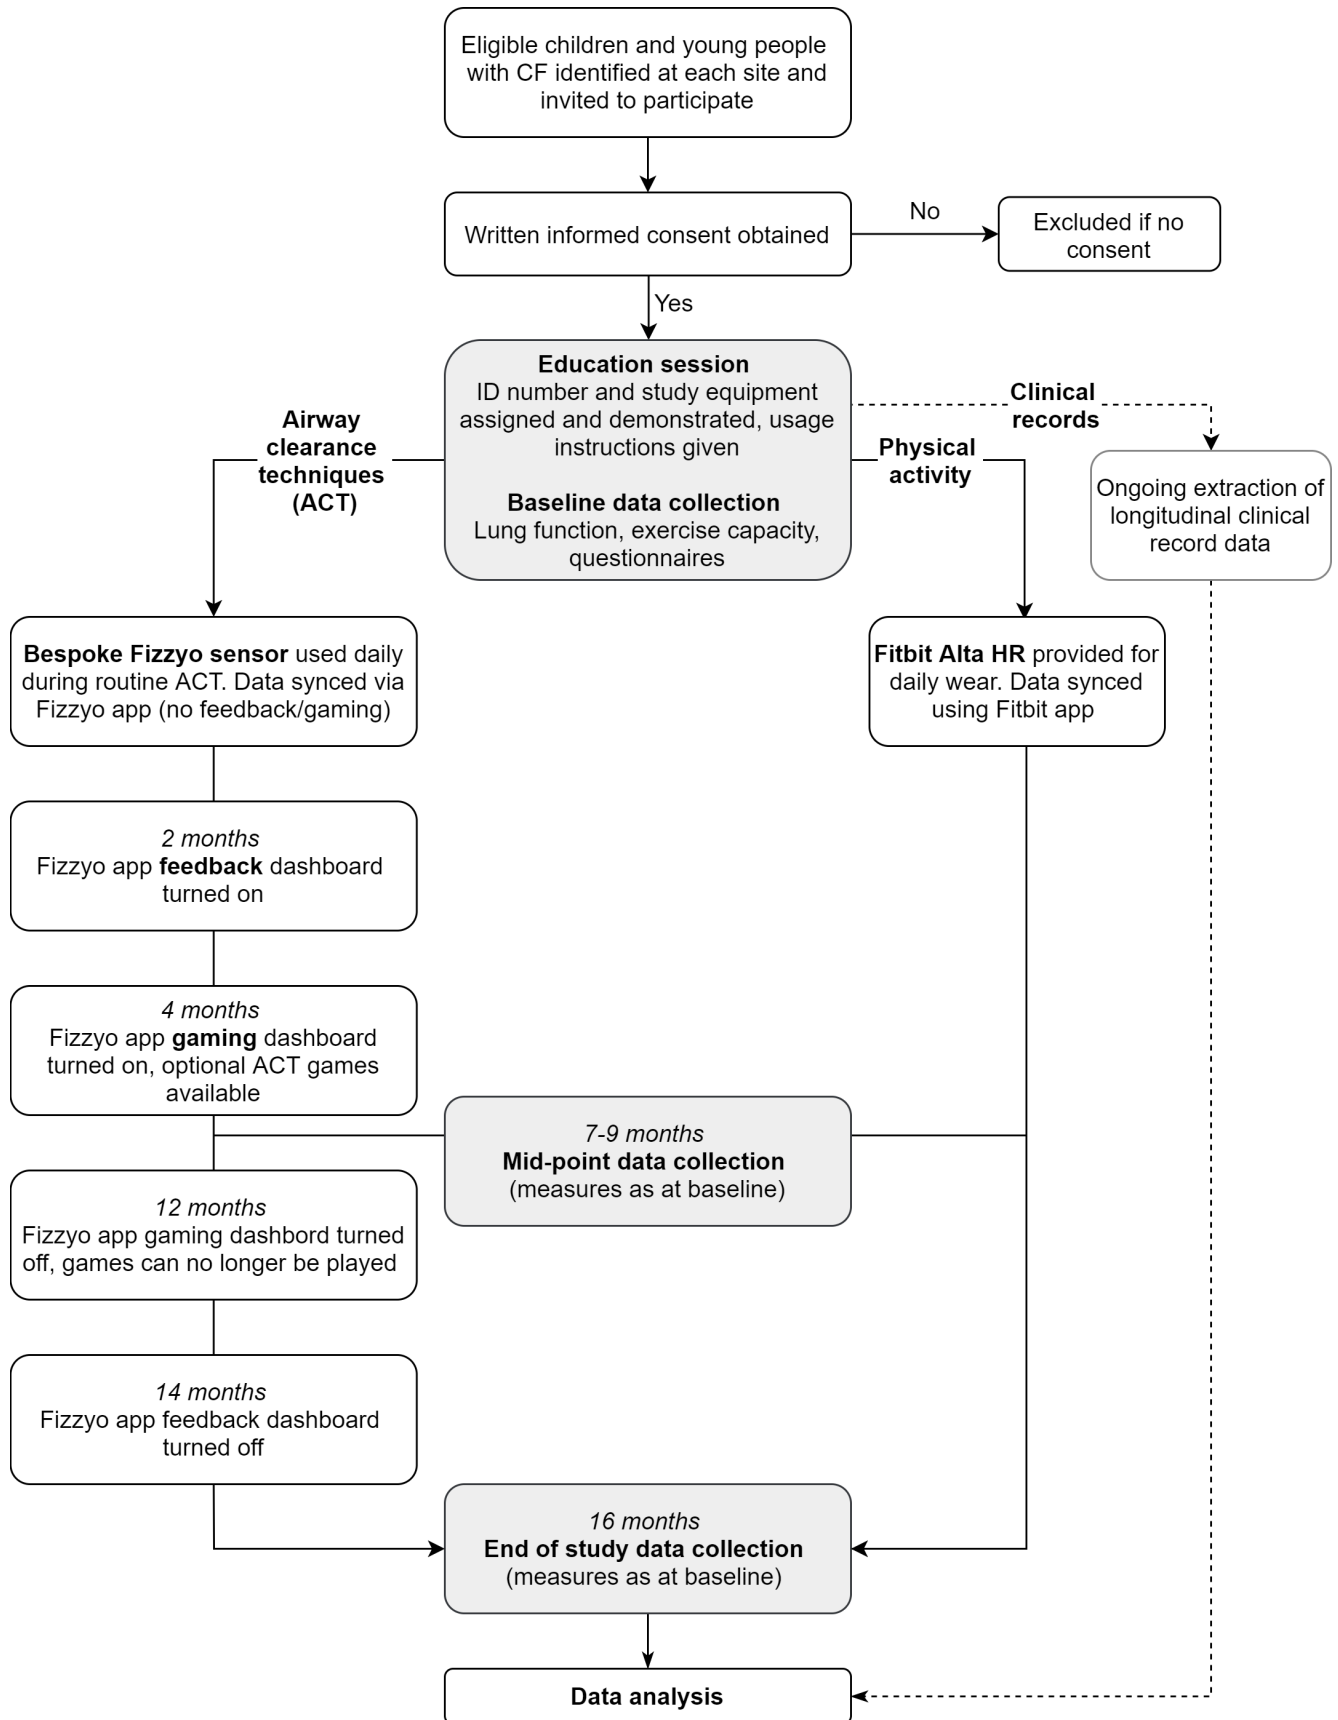 Eligible children and young people
with CF identified at each site and
invited to participate
Written informed consent obtained
No
Excluded if no
consent
Yes
Education session
ID number and study equipment
assigned and demonstrated, usage
instructions given
Baseline data collection
Lung function, exercise capacity,
questionnaires
Airway
clearance
techniques
(ACT)
Physical
activity
Clinical
records
Ongoing extraction of
longitudinal clinical
record data
Bespoke Fizzyo sensor used daily
during routine ACT. Data synced via
Fizzyo app (no feedback/gaming)
Fitbit Alta HR provided for
daily wear. Data synced
using Fitbit app
2 months
Fizzyo app feedback dashboard
turned on
4 months
Fizzyo app gaming dashboard
turned on, optional ACT games
available
7-9 months
Mid-point data collection
(measures as at baseline)
12 months
Fizzyo app gaming dashbord turned
off, games can no longer be played
14 months
Fizzyo app feedback dashboard
turned off
16 months
End of study data collection
(measures as at baseline)
Data analysis